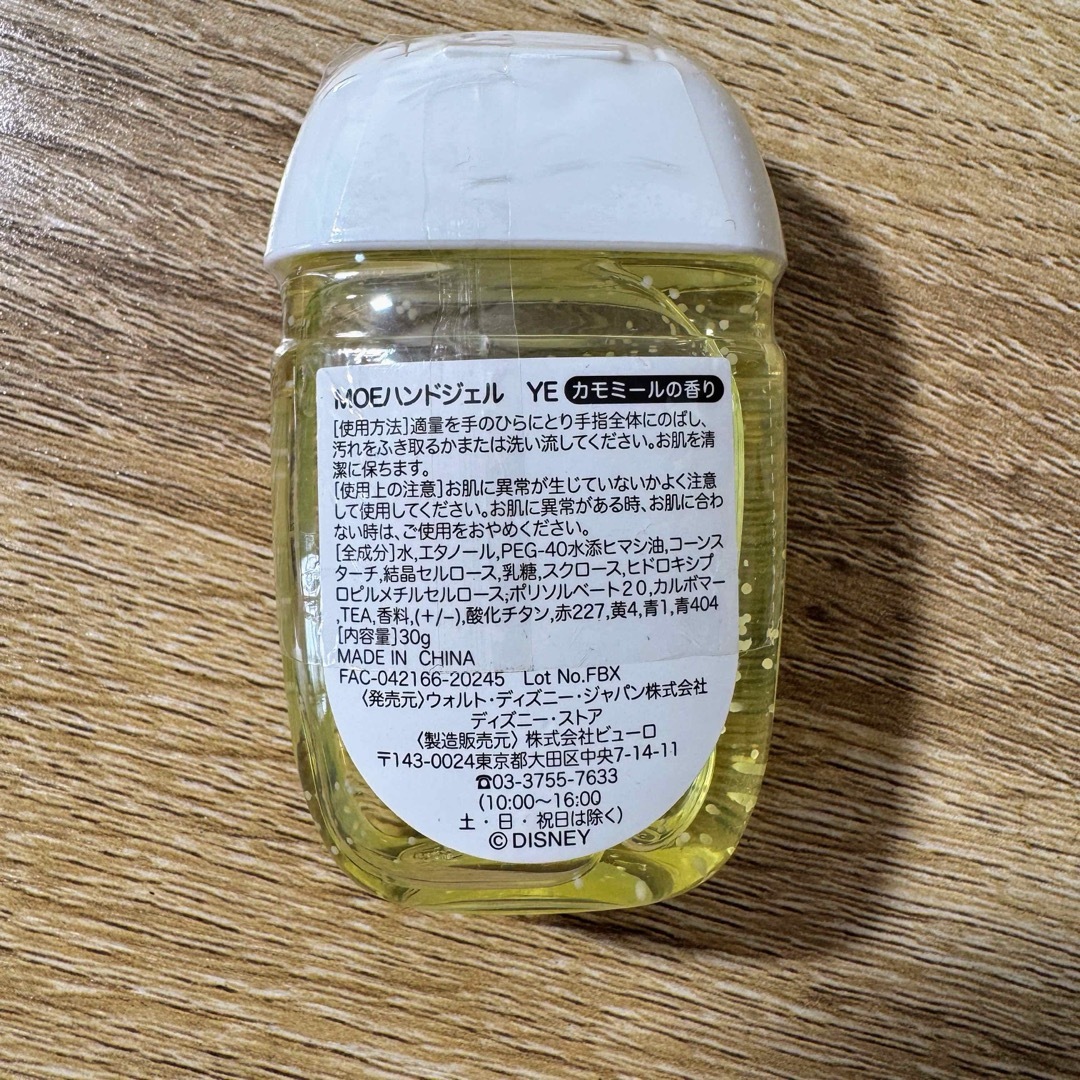 MOEハンドジェル YE カモミールの香り
[使用方法]適量を手のひらにとり手指全体にのばし、
汚れをふき取るかまたは洗い流してください。お肌を清
潔に保ちます。
[使用上の注意]お肌に異常が生じていないかよく注意
して使用してください。お肌に異常がある時、お肌に合わ
ない時は、ご使用をおやめください。
[全成分]水,エタノール,PEG-40水添ヒマシ油,コーンス
ターチ,結晶セルロース,乳糖,スクロース,ヒドロキシプ
ロピルメチルセルロース,ポリソルベート20,カルボマー
,TEA,香料,(+/-),酸化チタン,赤227,黄4,青1,青404
[内容量]30g
MADE IN CHINA
FAC-042166-20245 Lot No.FBX
〈発売元〉ウォルト・ディズニー・ジャパン株式会社
ディズニー・ストア
〈製造販売元〉株式会社ビューロ
〒143-0024東京都大田区中央7-14-11
☎03-3755-7633
(10:00〜16:00
土・日・祝日は除く)
©DISNEY